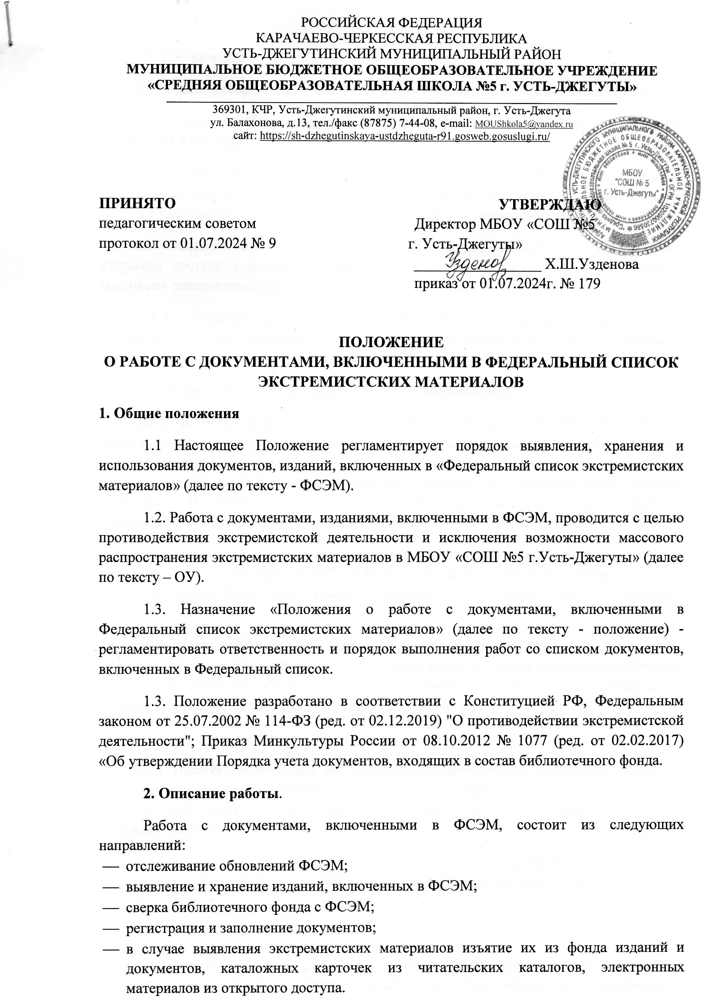 РОССИЙСКАЯ ФЕДЕРАЦИЯ
КАРАЧАЕВО-ЧЕРКЕССКАЯ РЕСПУБЛИКА
УСТЬ-ДЖЕГУТИНСКИЙ МУНИЦИПАЛЬНЫЙ РАЙОН
МУНИЦИПАЛЬНОЕ БЮДЖЕТНОЕ ОБЩЕОБРАЗОВАТЕЛЬНОЕ УЧРЕЖДЕНИЕ
«СРЕДНЯЯ ОБЩЕОБРАЗОВАТЕЛЬНАЯ ШКОЛА №5 г. УСТЬ-ДЖЕГУТЫ»
369301, КЧР, Усть-Джегутинский муниципальный район, г. Усть-Джегута
ул. Балахонова, д.13, тел./факс (87875) 7-44-08, e-mail: MOUShkola5@yandex.ru
сайт: https://sh-dzhegutinskaya-ustdzheguta-r91.gosweb.gosuslugi.ru/
МБОУ
"СОШ № 5
г. Усть-Джегуты"
ПРИНЯТО
педагогическим советом
протокол от 01.07.2024 № 9
УТВЕРЖДАЮ
Директор МБОУ «СОШ №5
г. Усть-Джегуты»
Х.Ш.Узденова
приказ от 01.07.2024г. № 179
ПОЛОЖЕНИЕ
О РАБОТЕ С ДОКУМЕНТАМИ, ВКЛЮЧЕННЫМИ В ФЕДЕРАЛЬНЫЙ СПИСОК
ЭКСТРЕМИСТСКИХ МАТЕРИАЛОВ
1. Общие положения
1.1 Настоящее Положение регламентирует порядок выявления, хранения и
использования документов, изданий, включенных в «Федеральный список экстремистских
материалов» (далее по тексту - ФСЭМ).
1.2. Работа с документами, изданиями, включенными в ФСЭМ, проводится с целью
противодействия экстремистской деятельности и исключения возможности массового
распространения экстремистских материалов в МБОУ «СОШ №5 г.Усть-Джегуты» (далее
по тексту – ОУ).
1.3. Назначение «Положения о работе с документами, включенными в
Федеральный список экстремистских материалов» (далее по тексту - положение) -
регламентировать ответственность и порядок выполнения работ со списком документов,
включенных в Федеральный список.
1.3. Положение разработано в соответствии с Конституцией РФ, Федеральным
законом от 25.07.2002 № 114-ФЗ (ред. от 02.12.2019) "О противодействии экстремистской
деятельности"; Приказ Минкультуры России от 08.10.2012 № 1077 (ред. от 02.02.2017)
«Об утверждении Порядка учета документов, входящих в состав библиотечного фонда.
2. Описание работы.
Работа с документами, включенными в ФСЭМ, состоит из следующих
направлений:
— отслеживание обновлений ФСЭМ;
— выявление и хранение изданий, включенных в ФСЭМ;
— сверка библиотечного фонда с ФСЭМ;
— регистрация и заполнение документов;
— в случае выявления экстремистских материалов изъятие их из фонда изданий и
документов, каталожных карточек из читательских каталогов, электронных
материалов из открытого доступа.